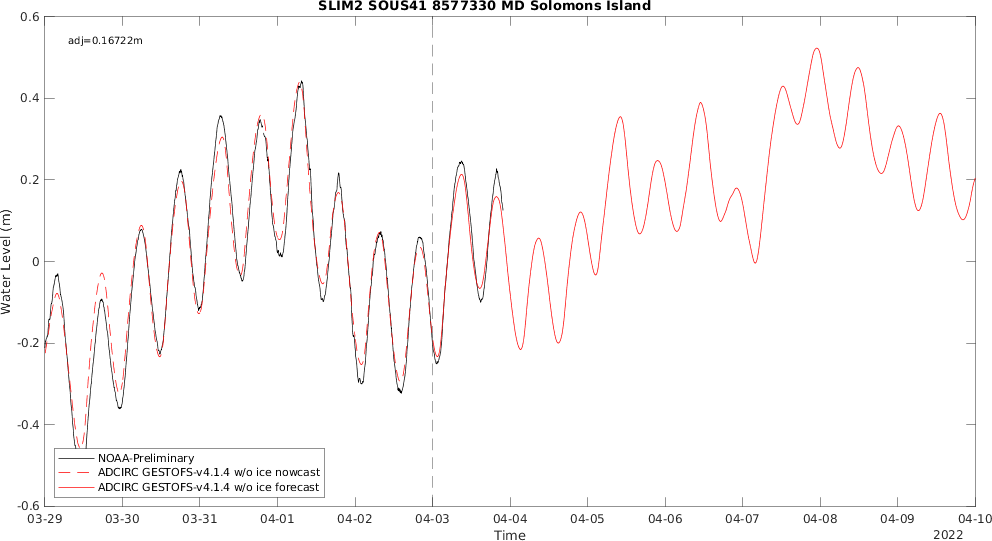 SLIM2 SOUS41 8577330 MD Solomons Island
0.6
adj=0.16722m
0.4
0.2
0
-0.2
-0.4
-0.6
Water Level (m)
NOAA-Preliminary
ADCIRC GESTOFS-v4.1.4 w/o ice nowcast
ADCIRC GESTOFS-v4.1.4 w/o ice forecast
03-29 03-30 03-31 04-01 04-02 04-03 04-04 04-05 04-06 04-07 04-08 04-09 04-10
Time
2022